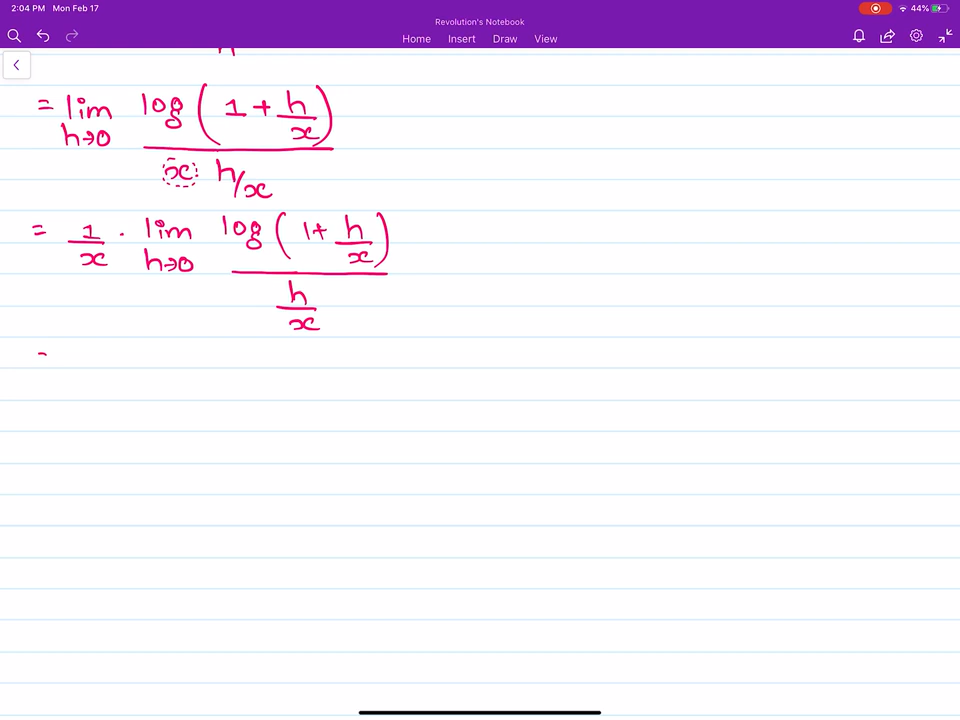 2:04 PM Mon Feb 17 44%
Revolution's Notebook
Home Insert Draw View
= lim h→0 log(1 + h/x) / x h/x
= 1/x . lim h→0 log(1 + h/x) / h/x
=